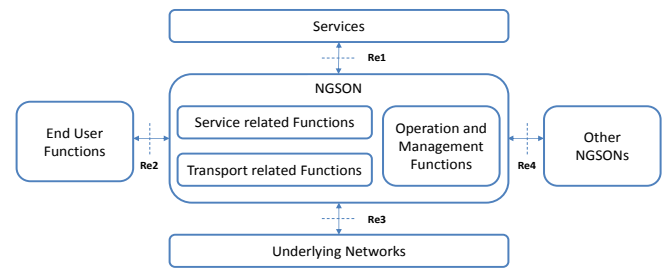 Services
Re1
NGSON
Service related Functions
Transport related Functions
Operation and
Management
Functions
End User
Functions
Re2
Re4
Other
NGSONs
Re3
Underlying Networks